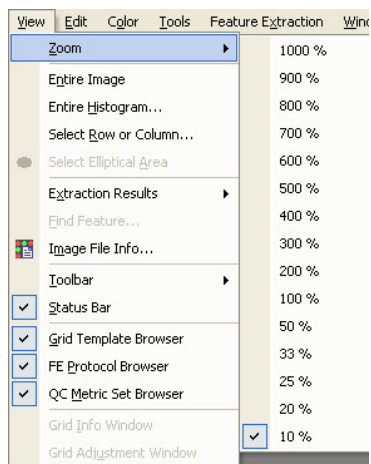 View Edit Color Tools Feature Extraction
Zoom
Entire Image
Entire Histogram...
Select Row or Column...
Select Elliptical Area
Extraction Results
Find Feature...
Image File Info...
Toolbar
Status Bar
Grid Template Browser
FE Protocol Browser
QC Metric Set Browser
Grid Info Window
Grid Adjustment Window
1000 %
900 %
800 %
700 %
600 %
500 %
400 %
300 %
200 %
100 %
50 %
33 %
25 %
20 %
10 %